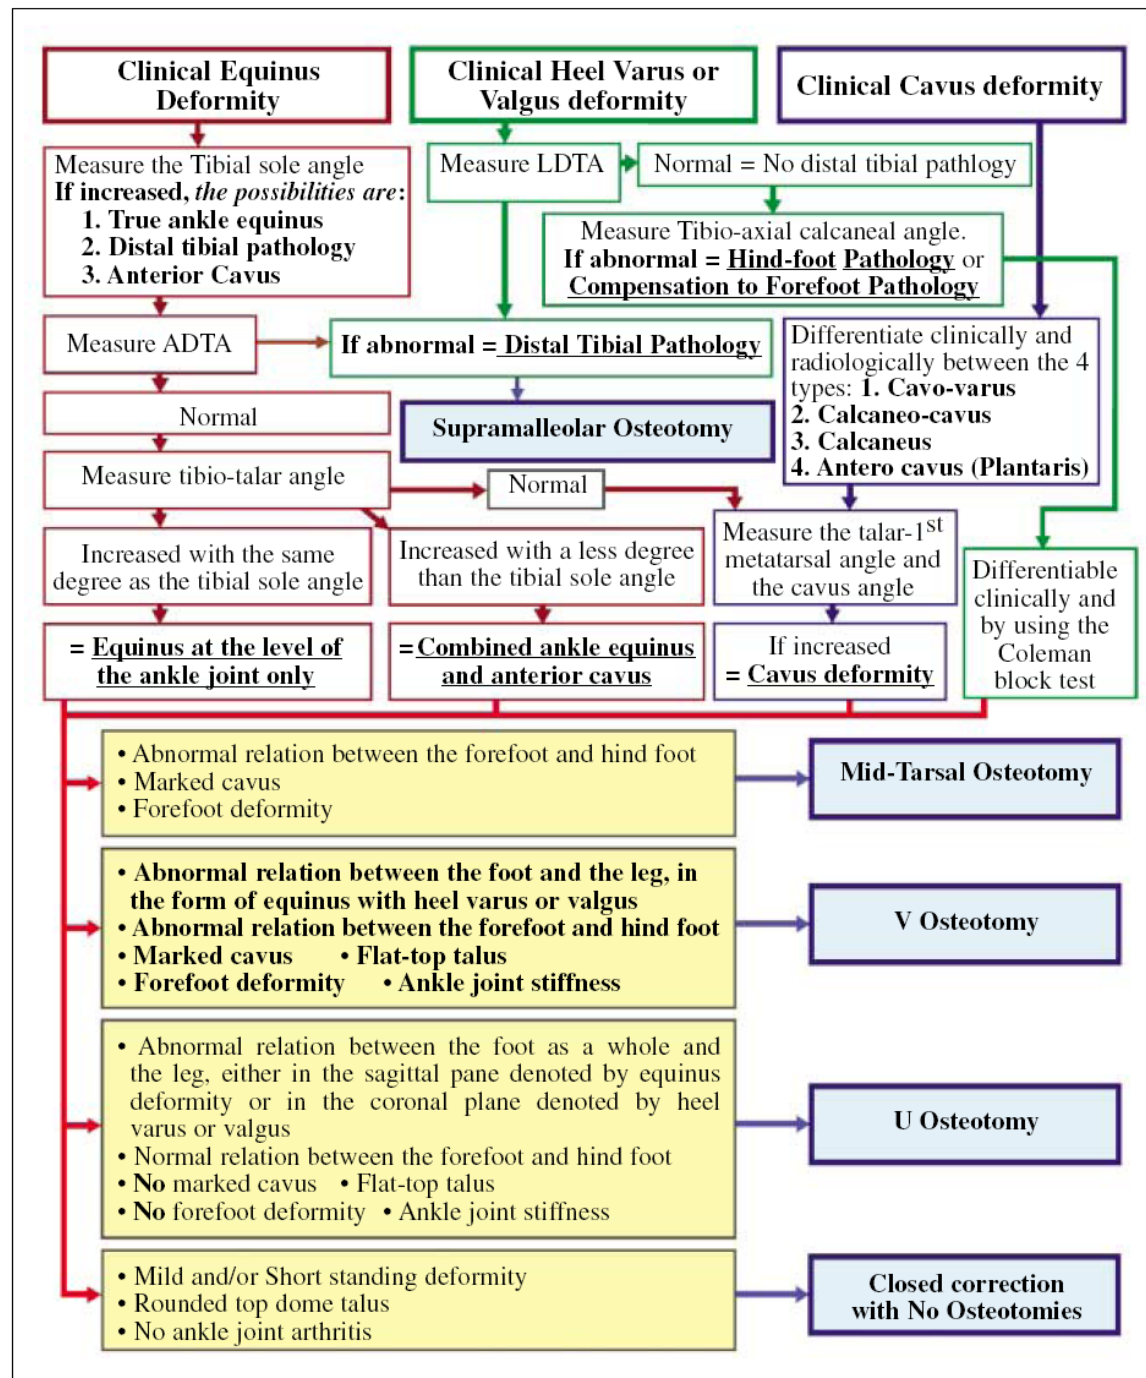 Clinical Equinus
Deformity
Clinical Heel Varus or
Valgus deformity
Clinical Cavus deformity
Measure the Tibial sole angle
If increased, the possibilities are:
1. True ankle equinus
2. Distal tibial pathology
3. Anterior Cavus
Measure LDTA
Normal = No distal tibial pathlogy
Measure Tibio-axial calcaneal angle.
If abnormal = Hind-foot Pathology or
Compensation to Forefoot Pathology
Measure ADTA
If abnormal = Distal Tibial Pathology
Differentiate clinically and
radiologically between the 4
types: 1. Cavo-varus
2. Calcaneo-cavus
3. Calcaneus
4. Antero cavus (Plantaris)
Normal
Supramalleolar Osteotomy
Measure tibio-talar angle
Normal
Measure the talar-1st
metatarsal angle and
the cavus angle
Increased with the same
degree as the tibial sole angle
Increased with a less degree
than the tibial sole angle
Differentiable
clinically and
by using the
Coleman
block test
= Equinus at the level of
the ankle joint only
=Combined ankle equinus
and anterior cavus
If increased
= Cavus deformity
• Abnormal relation between the forefoot and hind foot
• Marked cavus
• Forefoot deformity
Mid-Tarsal Osteotomy
• Abnormal relation between the foot and the leg, in
the form of equinus with heel varus or valgus
• Abnormal relation between the forefoot and hind foot
• Marked cavus • Flat-top talus
• Forefoot deformity • Ankle joint stiffness
V Osteotomy
• Abnormal relation between the foot as a whole and
the leg, either in the sagittal pane denoted by equinus
deformity or in the coronal plane denoted by heel
varus or valgus
• Normal relation between the forefoot and hind foot
• No marked cavus • Flat-top talus
• No forefoot deformity • Ankle joint stiffness
U Osteotomy
• Mild and/or Short standing deformity
• Rounded top dome talus
• No ankle joint arthritis
Closed correction
with No Osteotomies